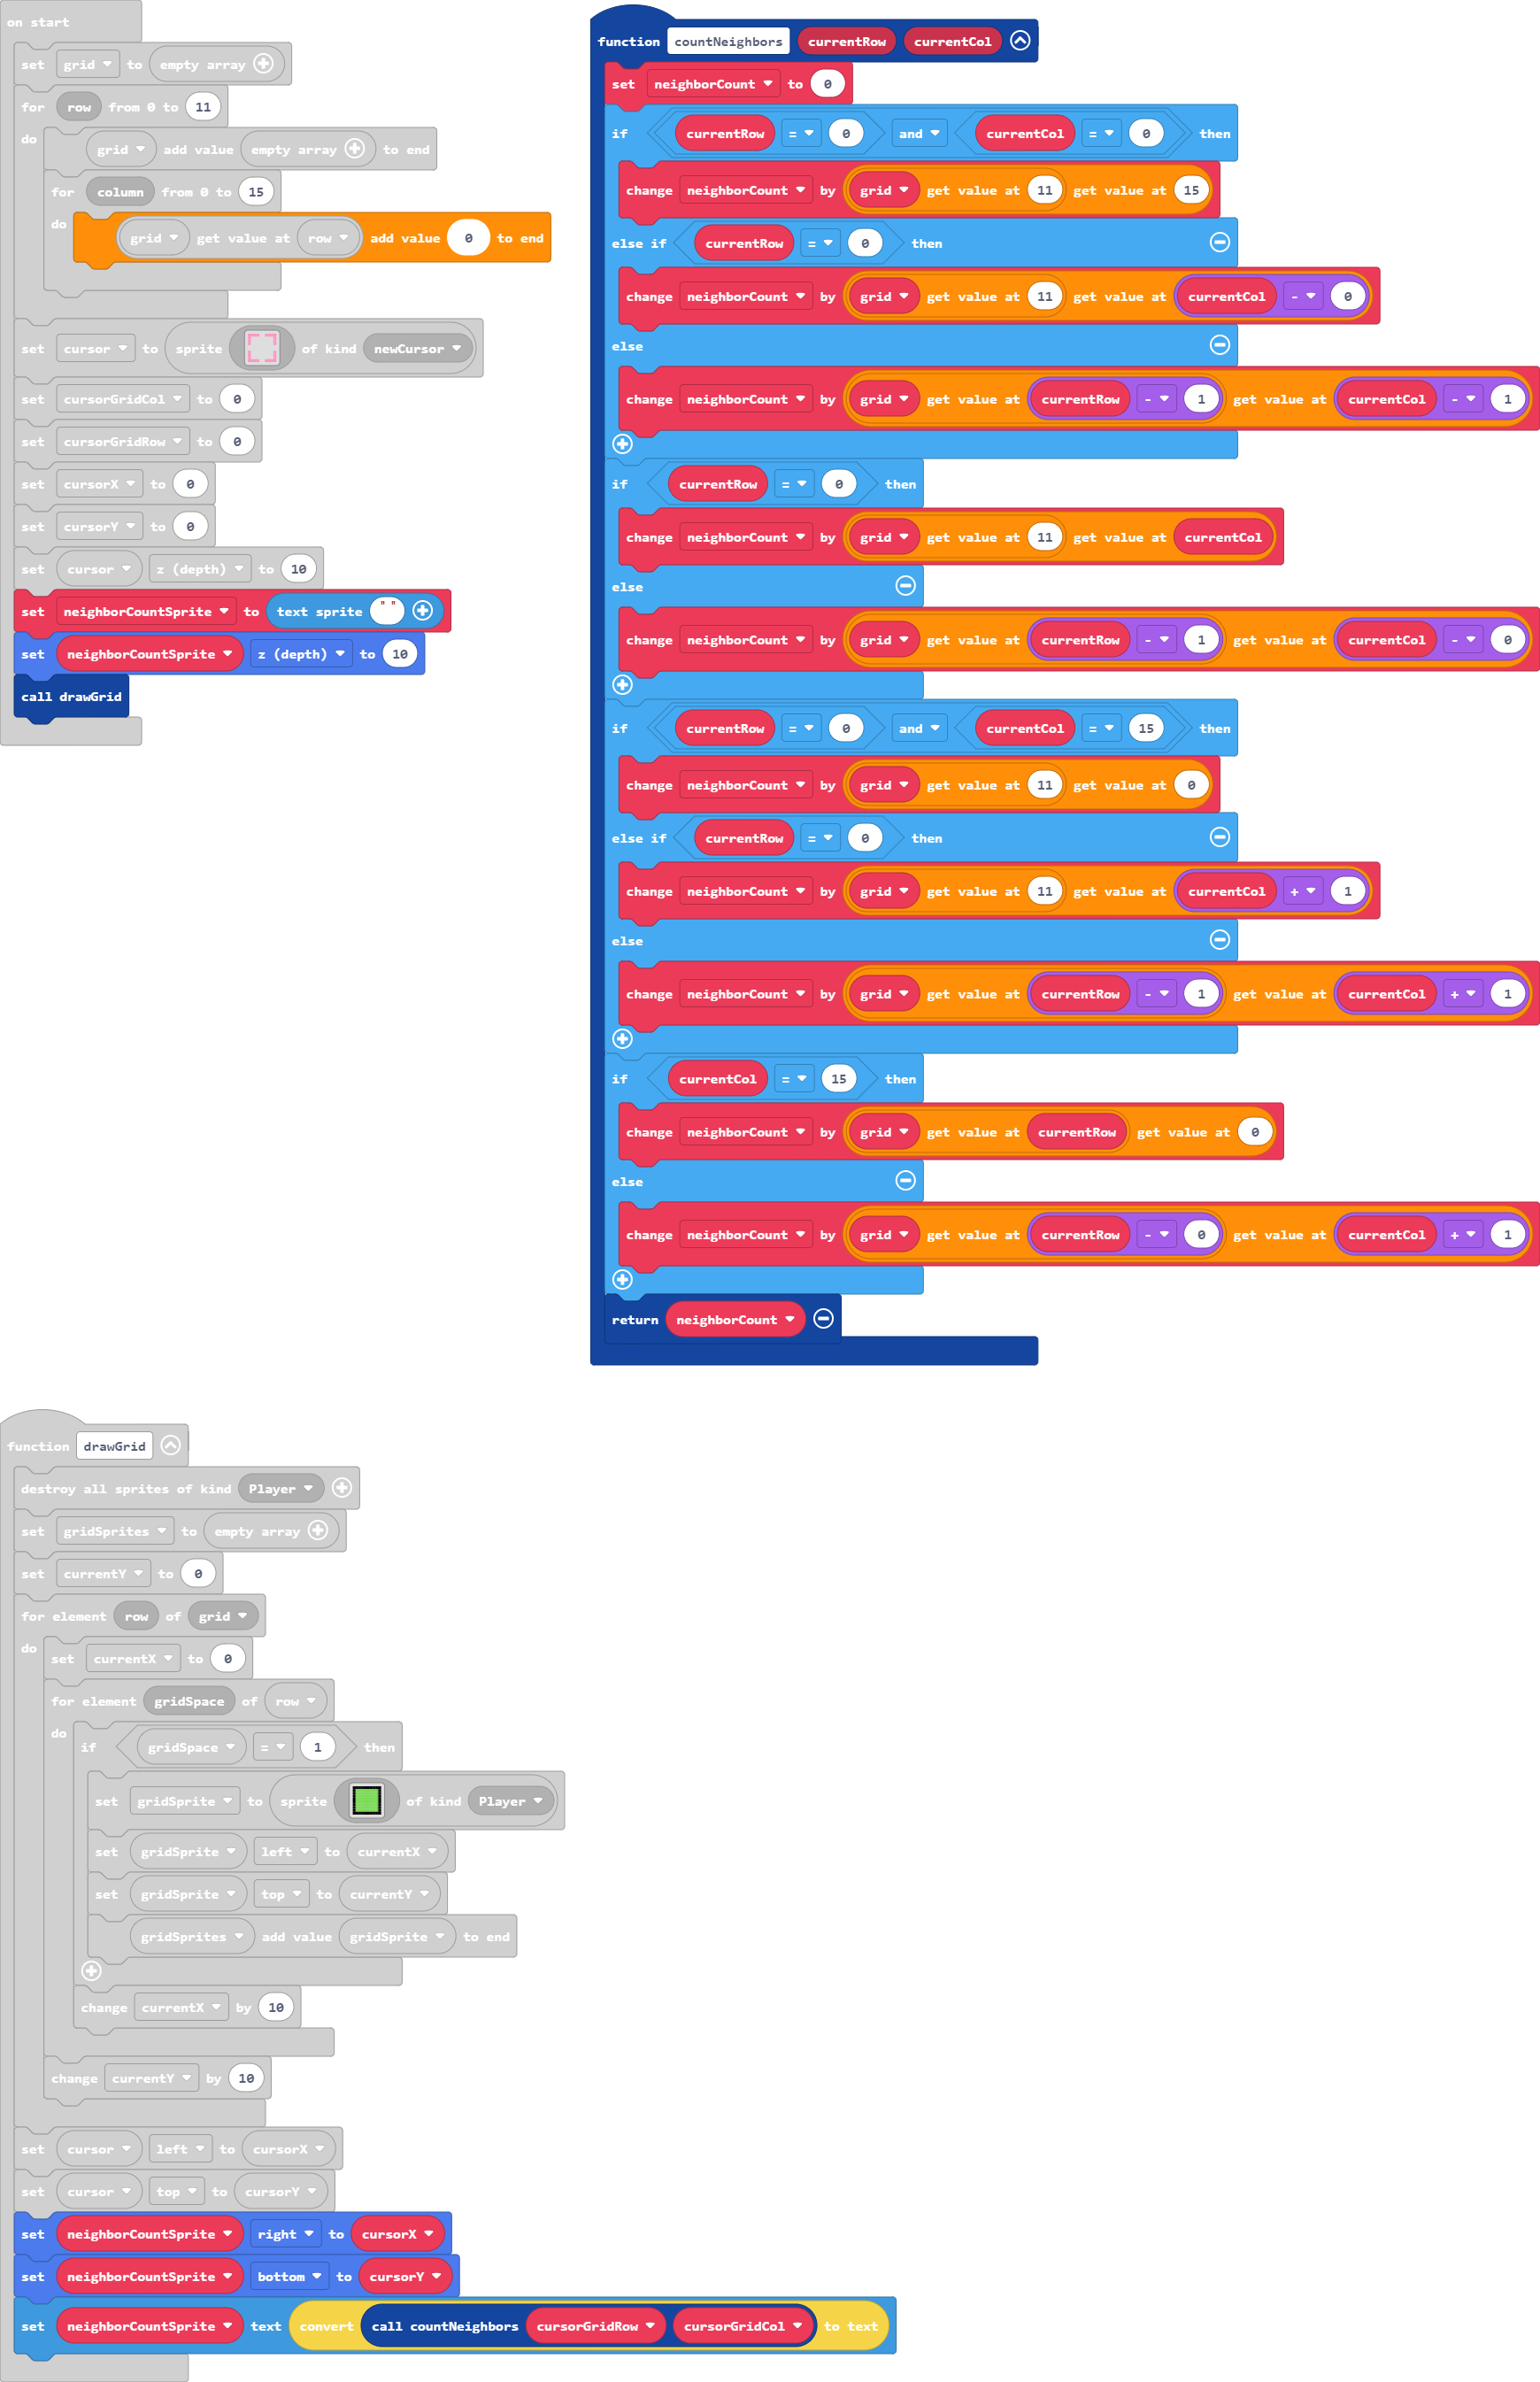 on start
set grid to empty array
for row from 0 to 11
do
grid add value empty array to end
for column from 0 to 15
do
grid get value at row add value 0 to end
set cursor to sprite of kind newCursor
set cursorGridCol to 0
set cursorGridRow to 0
set cursorX to 0
set cursorY to 0
set cursor z (depth) to 10
set neighborCountSprite to text sprite " "
set neighborCountSprite z (depth) to 10
call drawGrid
function countNeighbors currentRow currentCol
set neighborCount to 0
if currentRow = 0 and currentCol = 0 then
change neighborCount by grid get value at 11 get value at 15
else if currentRow = 0 then
change neighborCount by grid get value at 11 get value at currentCol - 0
else
change neighborCount by grid get value at currentRow - 1 get value at currentCol - 1
if currentRow = 0 then
change neighborCount by grid get value at 11 get value at currentCol
else
change neighborCount by grid get value at currentRow - 1 get value at currentCol - 0
if currentRow = 0 and currentCol = 15 then
change neighborCount by grid get value at 11 get value at 0
else if currentRow = 0 then
change neighborCount by grid get value at 11 get value at currentCol + 1
else
change neighborCount by grid get value at currentRow - 1 get value at currentCol + 1
if currentCol = 15 then
change neighborCount by grid get value at currentRow get value at 0
else
change neighborCount by grid get value at currentRow - 0 get value at currentCol + 1
return neighborCount
function drawGrid
destroy all sprites of kind Player
set gridSprites to empty array
set currentY to 0
for element row of grid
do
set currentX to 0
for element gridSpace of row
do
if gridSpace = 1 then
set gridSprite to sprite of kind Player
set gridSprite left to currentX
set gridSprite top to currentY
gridSprites add value gridSprite to end
change currentX by 10
change currentY by 10
set cursor left to cursorX
set cursor top to cursorY
set neighborCountSprite right to cursorX
set neighborCountSprite bottom to cursorY
set neighborCountSprite text convert call countNeighbors cursorGridRow cursorGridCol to text